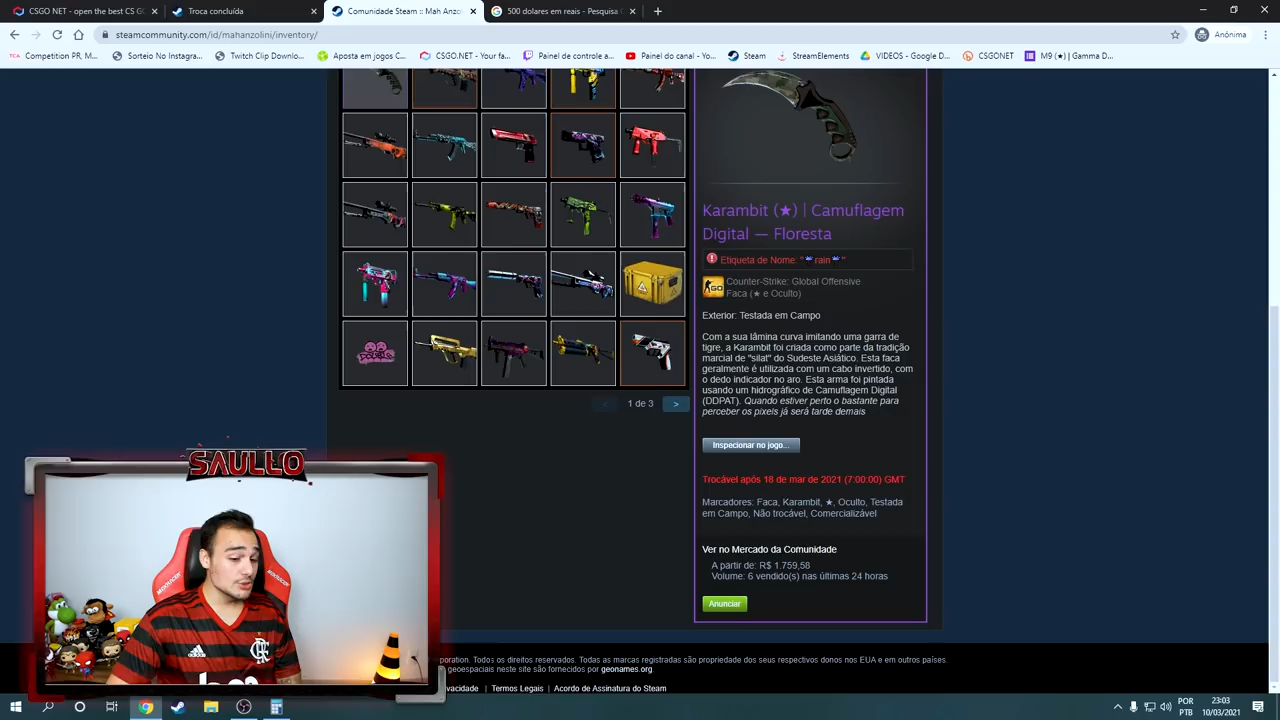 CSGO NET - open the best CS G
Troca concluída
Comunidade Steam :: Mah Anzo
500 dolares em reais - Pesquisa G
steamcommunity.com/id/mahanzolini/inventory/
Anônima
Competition PR, M...
Sorteio No Instagra...
Twitch Clip Downlo...
Aposta em jogos C...
CSGO.NET - Your fa...
Painel de controle a...
Painel do canal - Yo...
Steam
StreamElements
VIDEOS - Google D...
CSGONET
M9 (★) | Gamma D...
Karambit (★) | Camuflagem
Digital — Floresta
Etiqueta de Nome: "rain"
Counter-Strike: Global Offensive
Faca (★ e Oculto)
Exterior: Testada em Campo
Com a sua lâmina curva imitando uma garra de
tigre, a Karambit foi criada como parte da tradição
marcial de "silat" do Sudeste Asiático. Esta faca
geralmente é utilizada com um cabo invertido, com
o dedo indicador no aro. Esta arma foi pintada
usando um hidrográfico de Camuflagem Digital
(DDPAT). Quando estiver perto o bastante para
perceber os pixels já será tarde demais
< 1 de 3 >
Inspecionar no jogo...
Trocável após 18 de mar de 2021 (7:00:00) GMT
Marcadores: Faca, Karambit, ★, Oculto, Testada
em Campo, Não trocável, Comercializável
Ver no Mercado da Comunidade
A partir de: R$ 1.759,58
Volume: 6 vendido(s) nas últimas 24 horas
Anunciar
SAULLO
adidas
poration. Todos os direitos reservados. Todas as marcas registradas são propriedade dos seus respectivos donos nos EUA e em outros países.
geoespaciais neste site são fornecidos por geonames.org.
vacidade | Termos Legais | Acordo de Assinatura do Steam
POR
PTB
23:03
10/03/2021